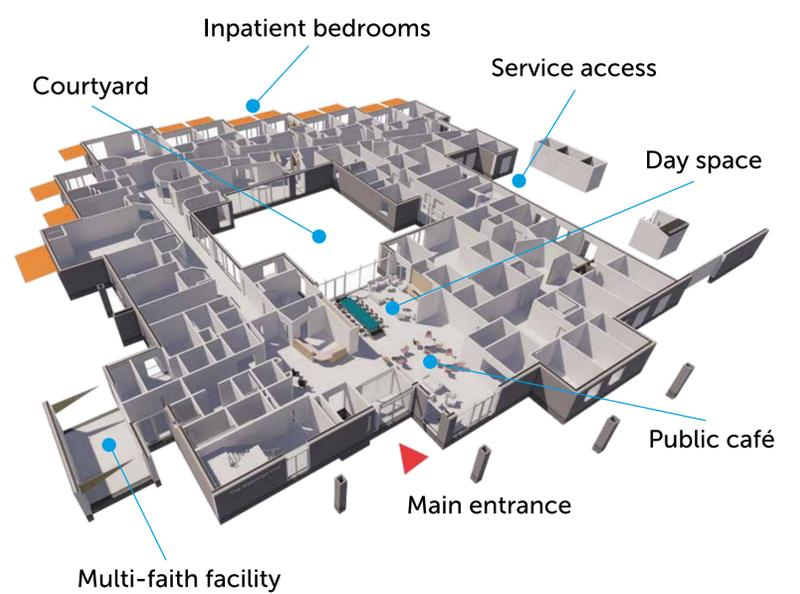 Inpatient bedrooms
Service access
Courtyard
Day space
Public café
Main entrance
Multi-faith facility